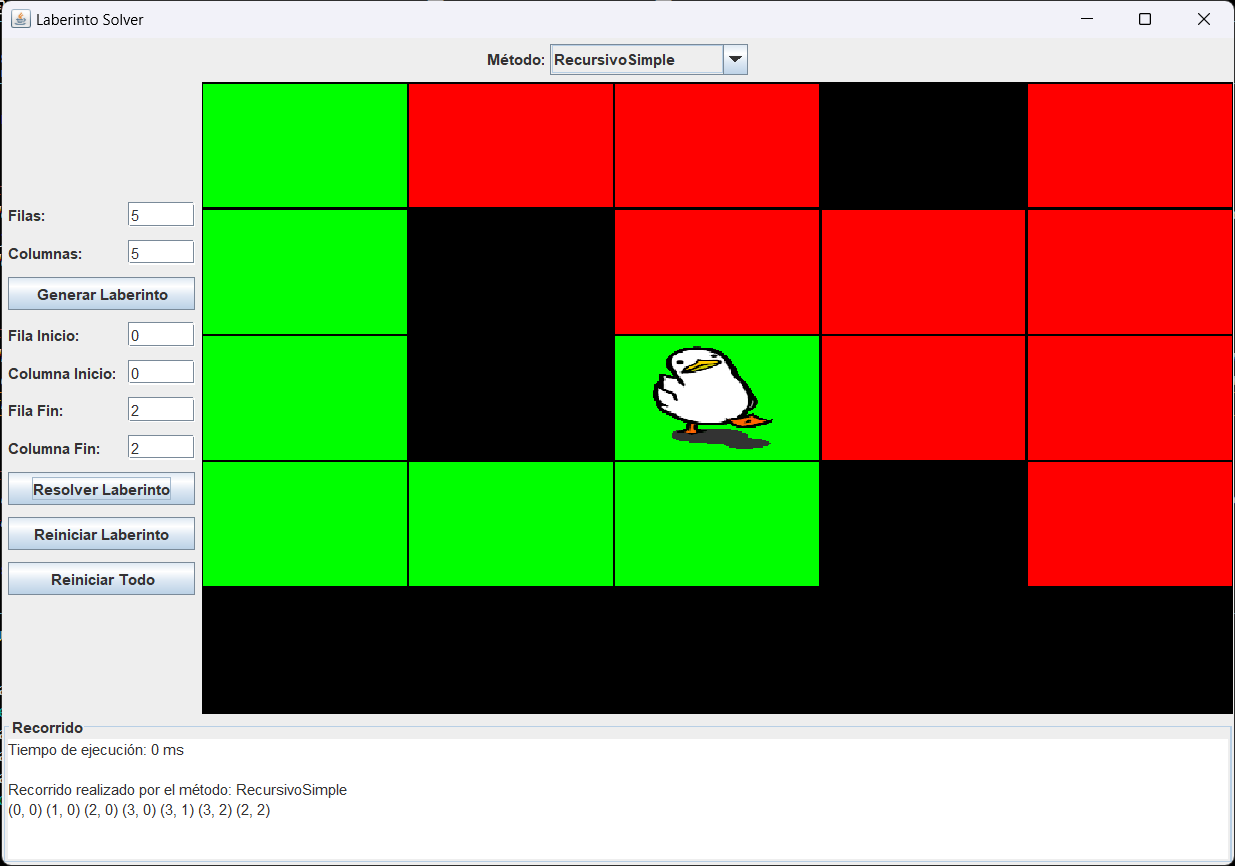 Laberinto Solver
Método: RecursivoSimple
Filas: 5
Columnas: 5
Generar Laberinto
Fila Inicio: 0
Columna Inicio: 0
Fila Fin: 2
Columna Fin: 2
Resolver Laberinto
Reiniciar Laberinto
Reiniciar Todo
Recorrido
Tiempo de ejecución: 0 ms
Recorrido realizado por el método: RecursivoSimple
(0, 0) (1, 0) (2, 0) (3, 0) (3, 1) (3, 2) (2, 2)